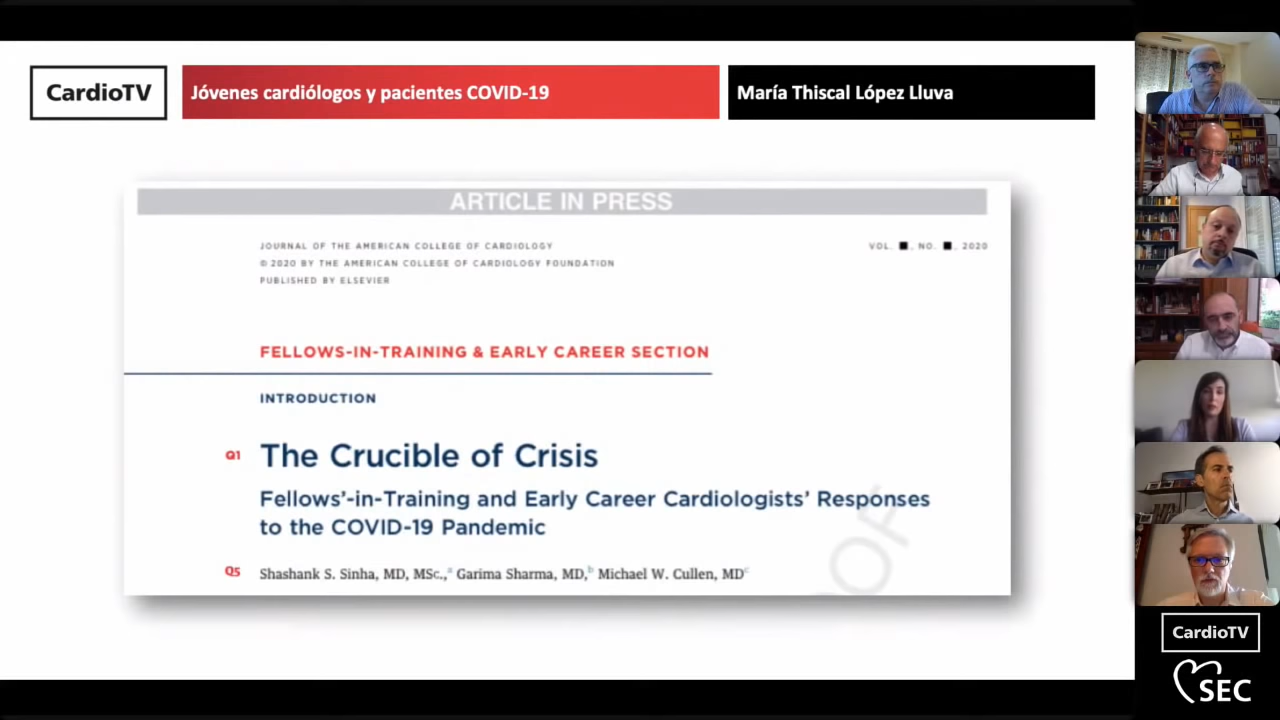 CardioTV
Jóvenes cardiólogos y pacientes COVID-19
María Thiscal López Lluva
ARTICLE IN PRESS
JOURNAL OF THE AMERICAN COLLEGE OF CARDIOLOGY
VOL. ■, NO. ■, 2020
© 2020 BY THE AMERICAN COLLEGE OF CARDIOLOGY FOUNDATION
PUBLISHED BY ELSEVIER
FELLOWS-IN-TRAINING & EARLY CAREER SECTION
INTRODUCTION
Q1 The Crucible of Crisis
Fellows'-in-Training and Early Career Cardiologists' Responses
to the COVID-19 Pandemic
Q5 Shashank S. Sinha, MD, MSc,,a Garima Sharma, MD,b Michael W. Cullen, MDc
CardioTV
SEC